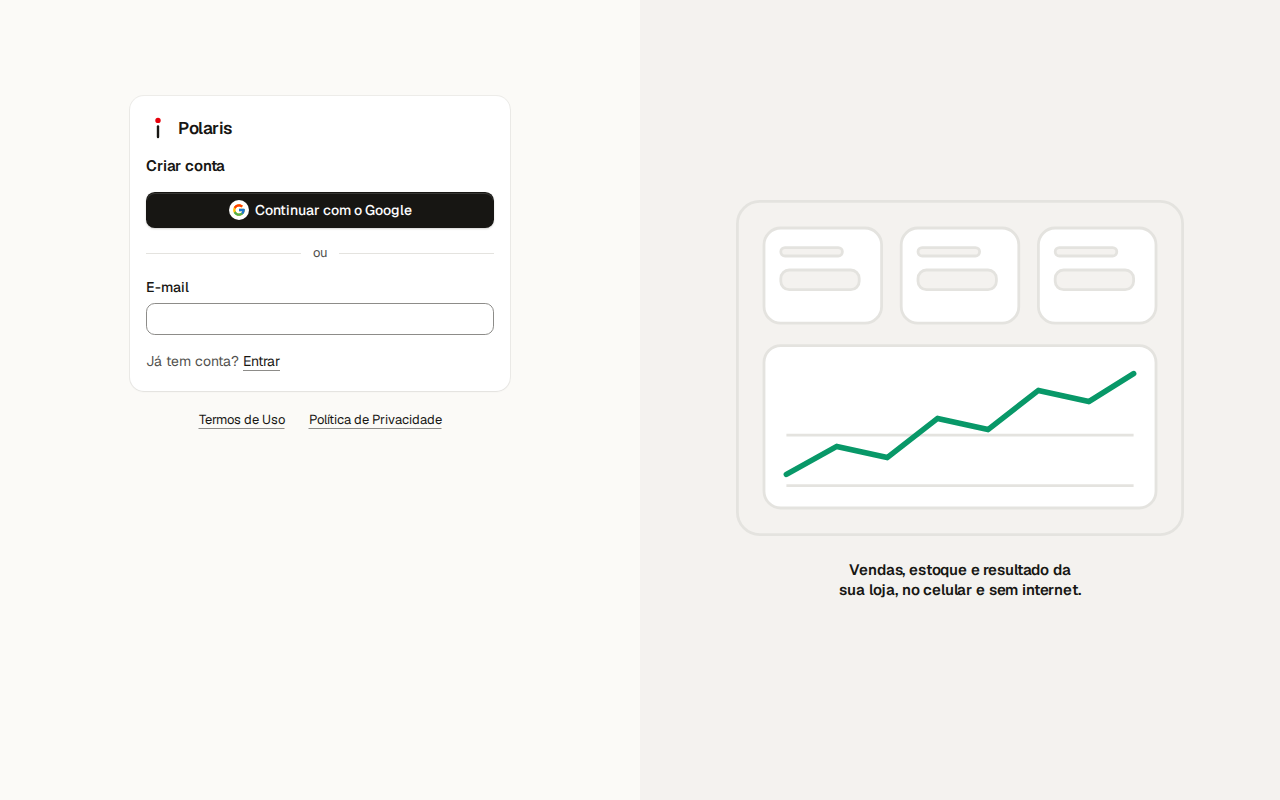 Polaris
Criar conta
Continuar com o Google
ou
E-mail
Já tem conta? Entrar
Termos de Uso Política de Privacidade
Vendas, estoque e resultado da
sua loja, no celular e sem internet.